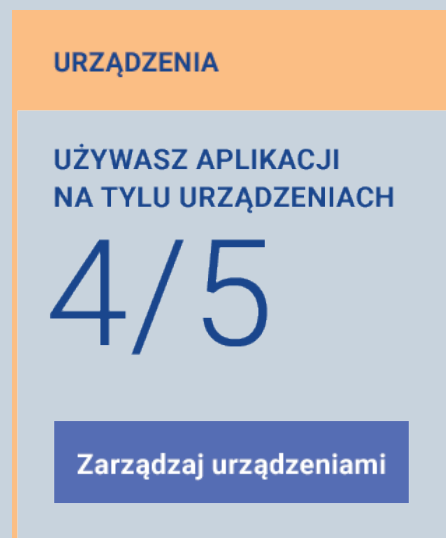 URZĄDZENIA
UŻYWASZ APLIKACJI
NA TYLU URZĄDZENIACH
4/5
Zarządzaj urządzeniami